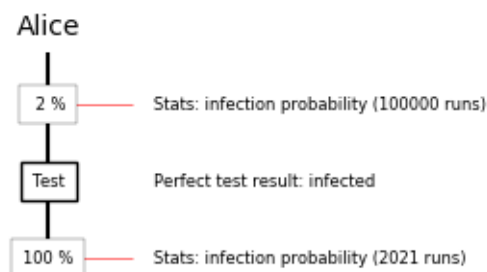 Alice
2 % Stats: infection probability (100000 runs)
Test Perfect test result: infected
100 % Stats: infection probability (2021 runs)